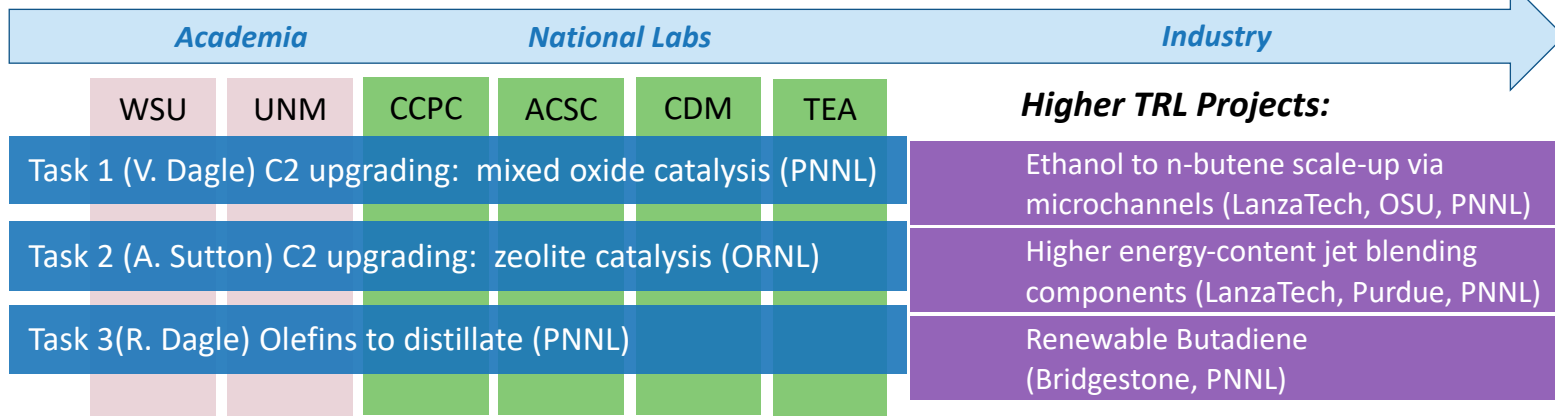 Academia National Labs Industry
WSU UNM CCPC ACSC CDM TEA Higher TRL Projects:
Task 1 (V. Dagle) C2 upgrading: mixed oxide catalysis (PNNL)
Ethanol to n-butene scale-up via
microchannels (LanzaTech, OSU, PNNL)
Task 2 (A. Sutton) C2 upgrading: zeolite catalysis (ORNL)
Higher energy-content jet blending
components (LanzaTech, Purdue, PNNL)
Task 3(R. Dagle) Olefins to distillate (PNNL)
Renewable Butadiene
(Bridgestone, PNNL)